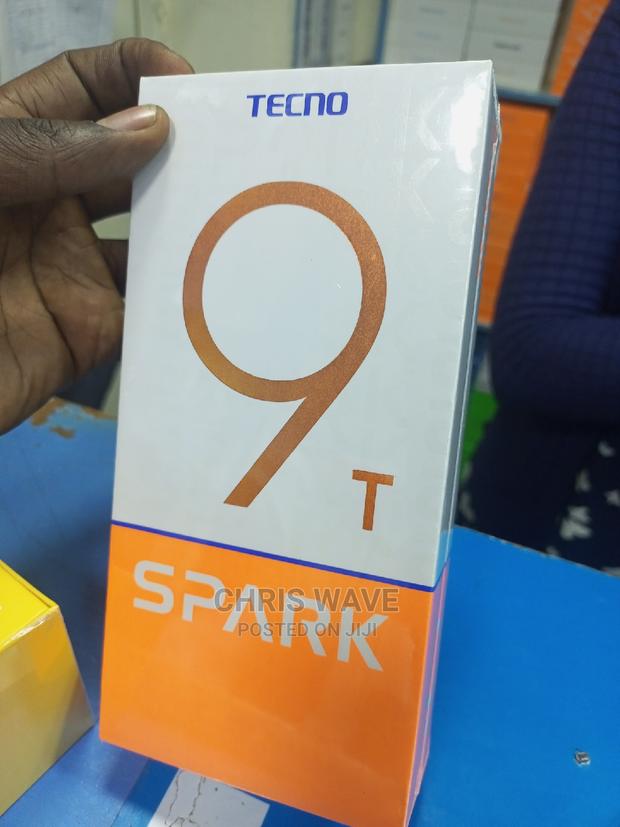 TECNO
9
T
SPARK
CHRIS WAVE
POSTED ON JIJI